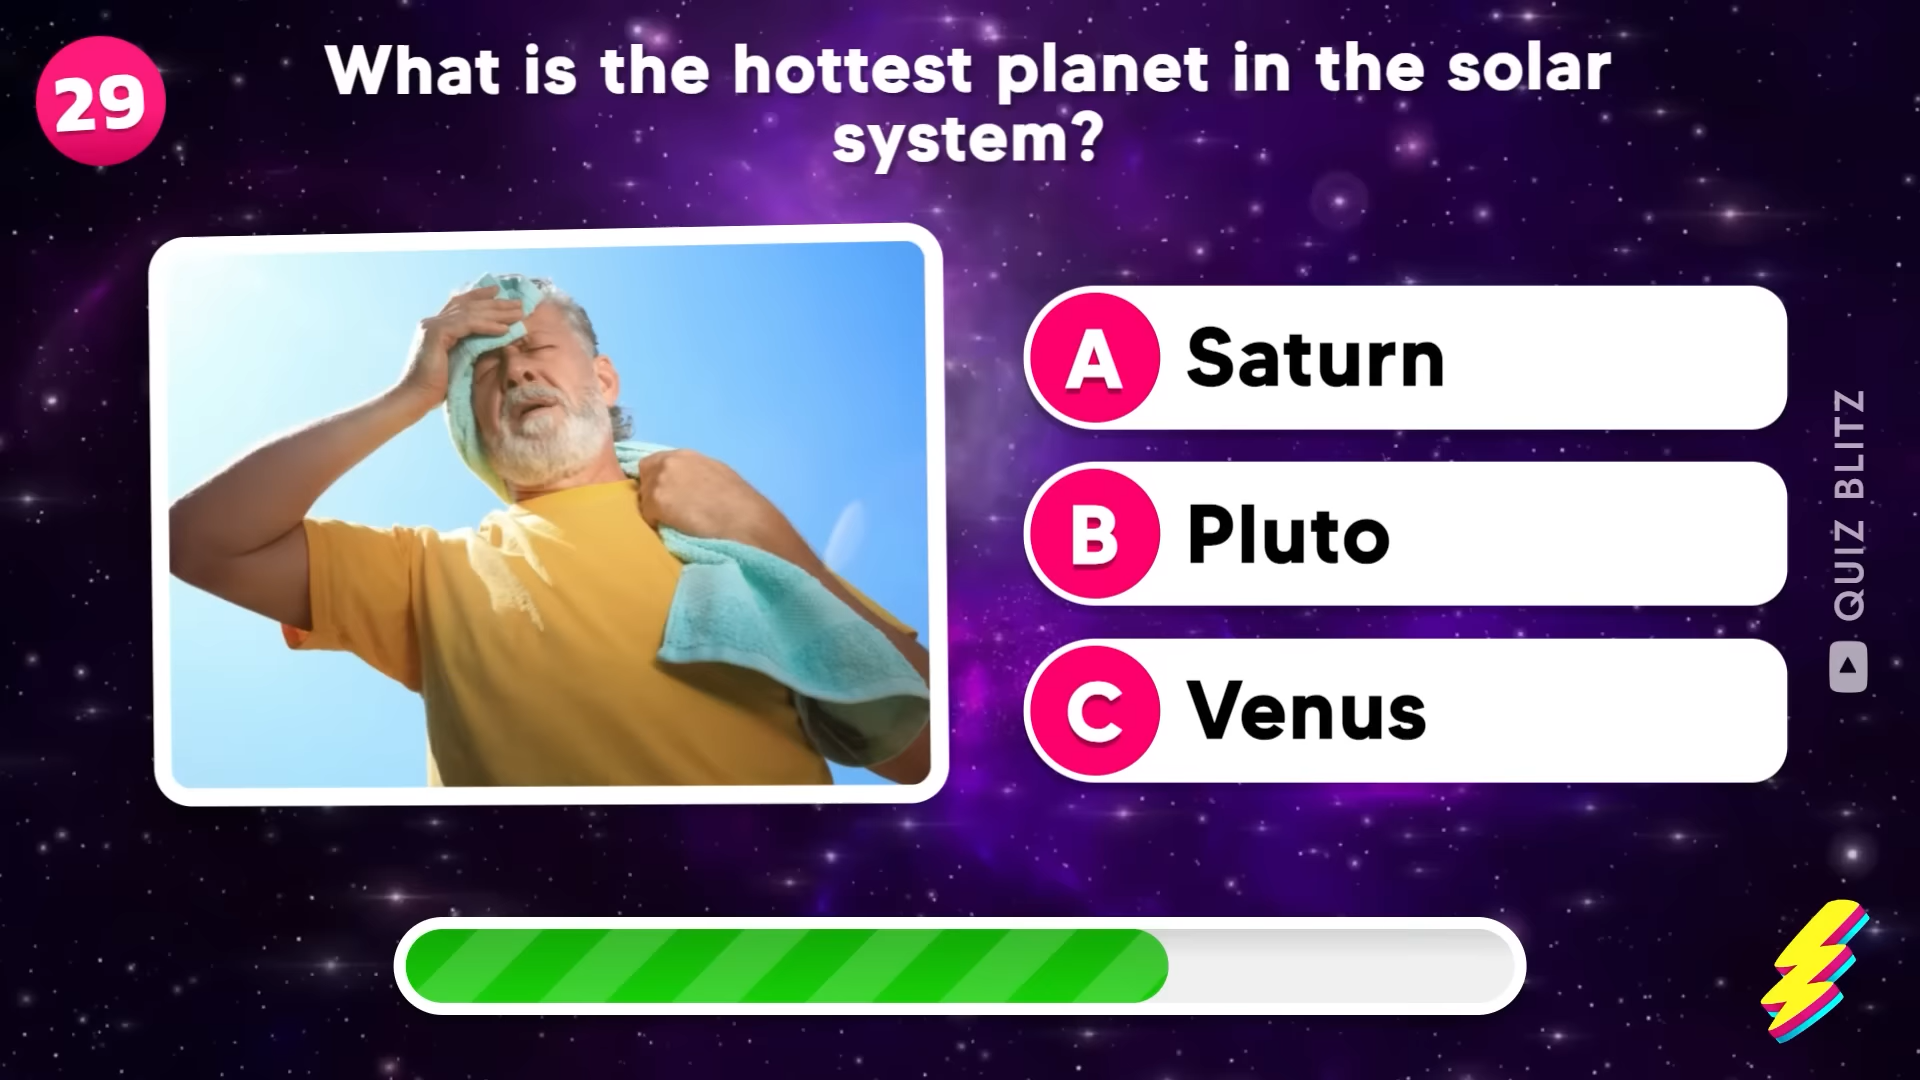 29
What is the hottest planet in the solar
system?
A Saturn
B Pluto
C Venus
QUIZ BLITZ